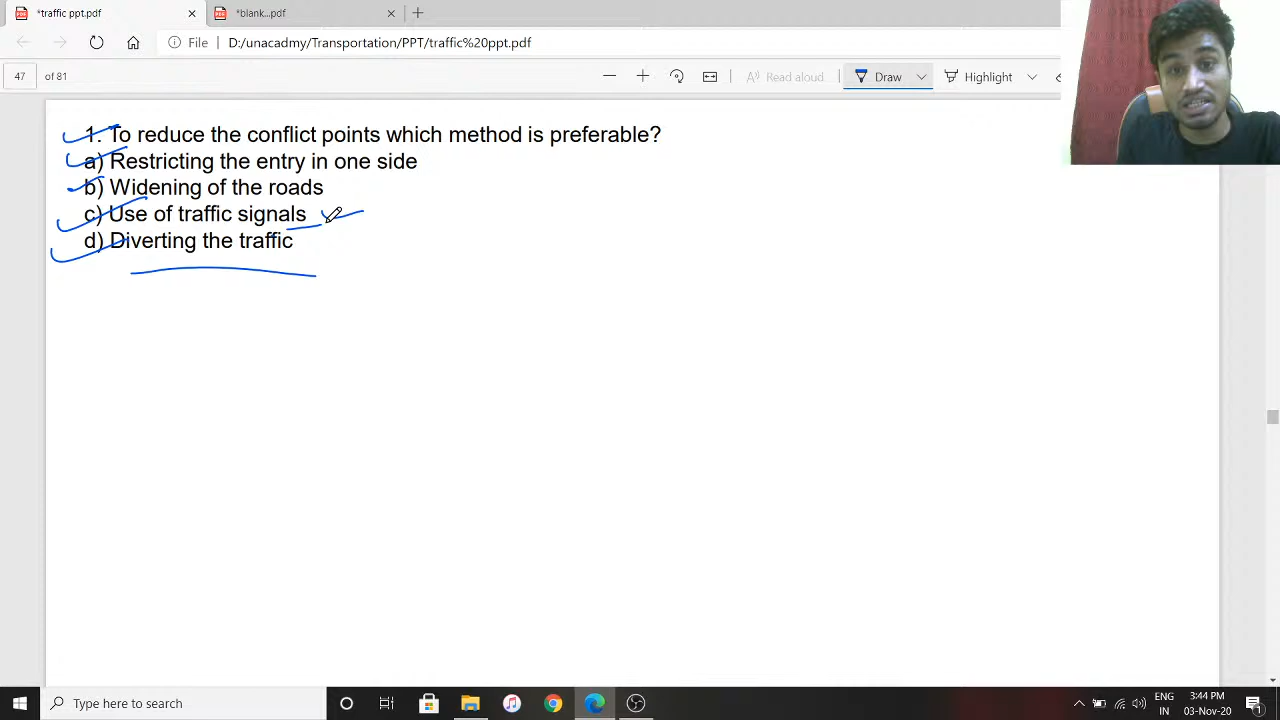 *traffic ppt.pdf
*blank...pdf
File
D:/unacadmy/Transportation/PPT/traffic%20ppt.pdf
47 of 81
Read aloud
Draw
Highlight
1. To reduce the conflict points which method is preferable?
a) Restricting the entry in one side
b) Widening of the roads
c) Use of traffic signals
d) Diverting the traffic
Type here to search
ENG
IN
3:44 PM
03-Nov-20
1